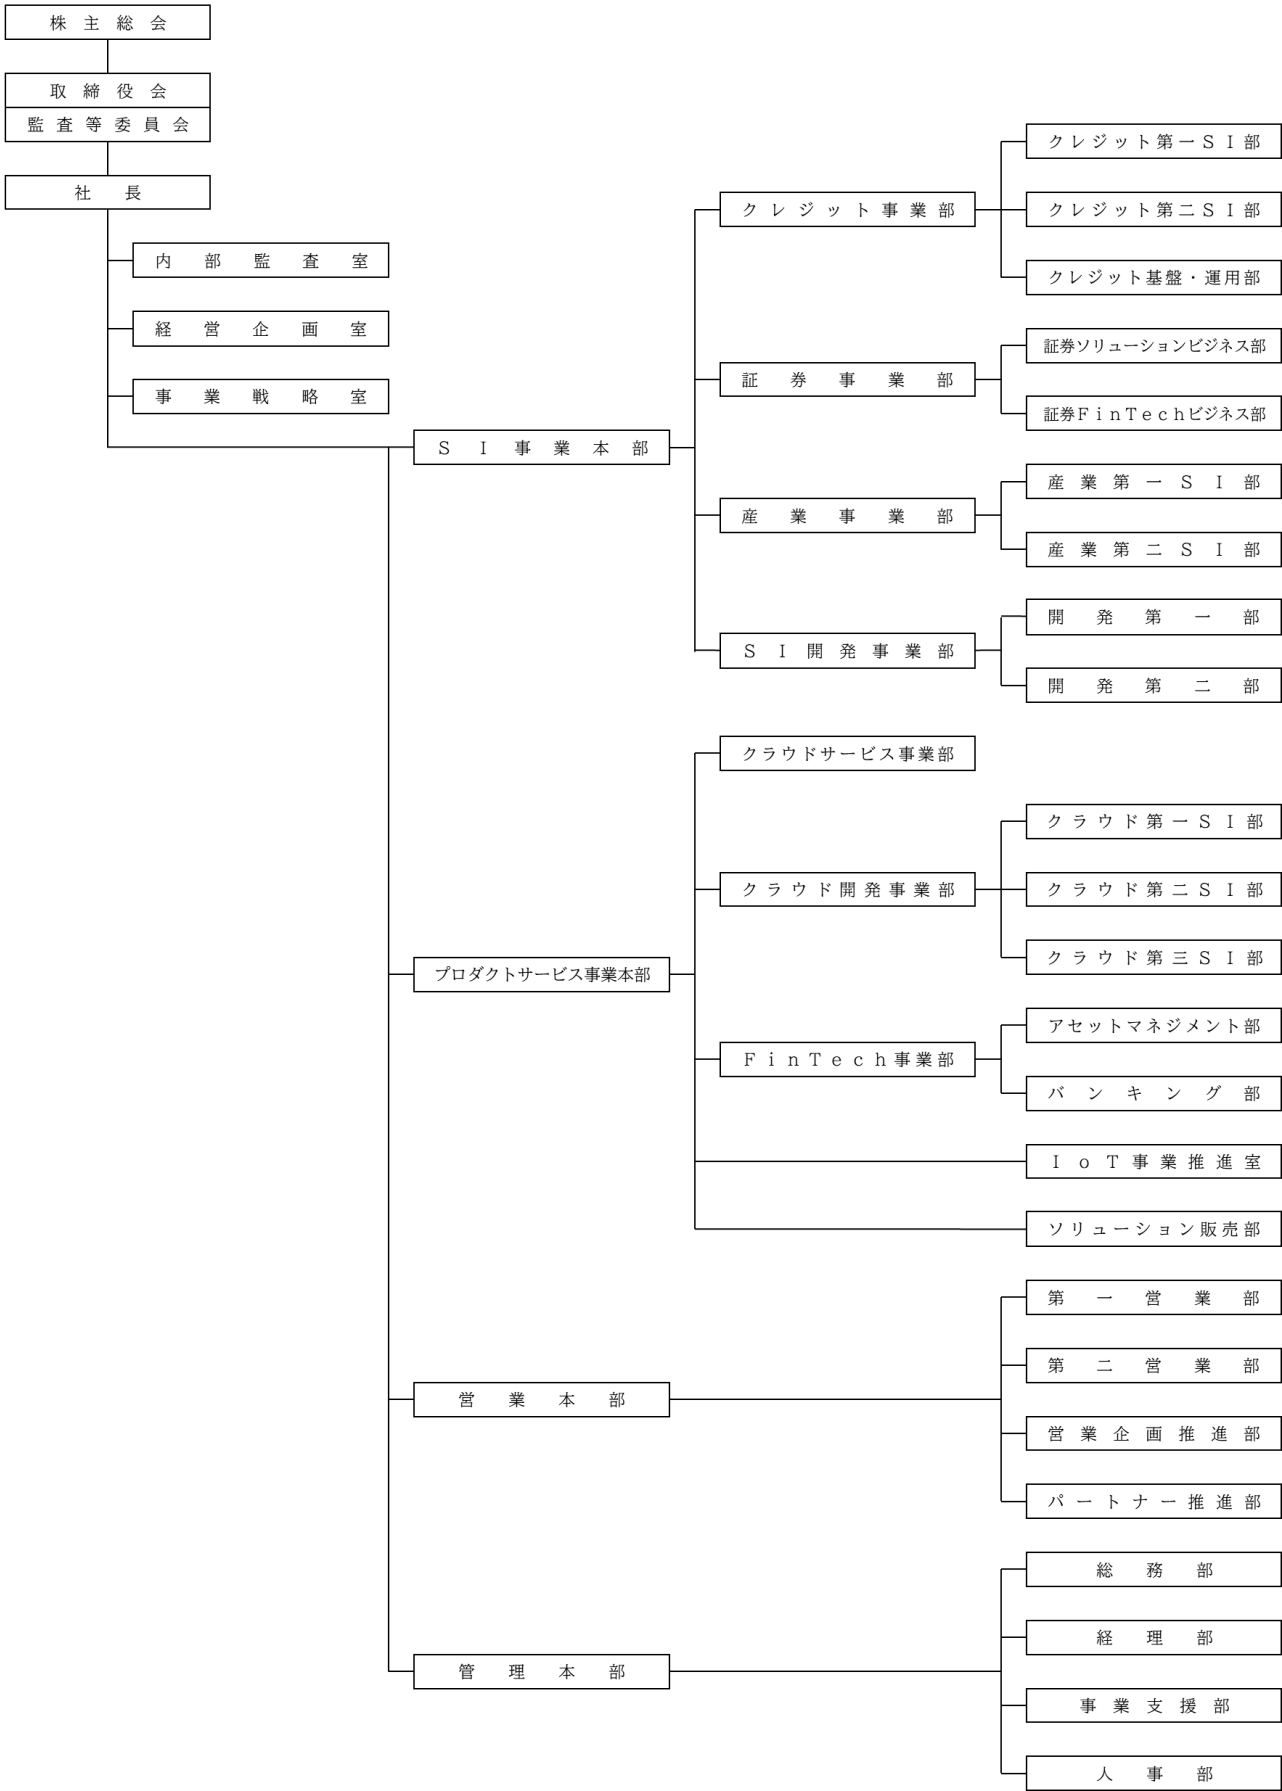 株主総会
取締役会
監査等委員会
社長
内部監査室
経営企画室
事業戦略室
ＳＩ事業本部
クレジット事業部
クレジット第一ＳＩ部
クレジット第二ＳＩ部
クレジット基盤・運用部
証券事業部
証券ソリューションビジネス部
証券ＦｉｎＴｅｃｈビジネス部
産業事業部
産業第一ＳＩ部
産業第二ＳＩ部
ＳＩ開発事業部
開発第一部
開発第二部
プロダクトサービス事業本部
クラウドサービス事業部
クラウド開発事業部
クラウド第一ＳＩ部
クラウド第二ＳＩ部
クラウド第三ＳＩ部
ＦｉｎＴｅｃｈ事業部
アセットマネジメント部
バンキング部
ＩｏＴ事業推進室
ソリューション販売部
営業本部
第一営業部
第二営業部
営業企画推進部
パートナー推進部
管理本部
総務部
経理部
事業支援部
人事部